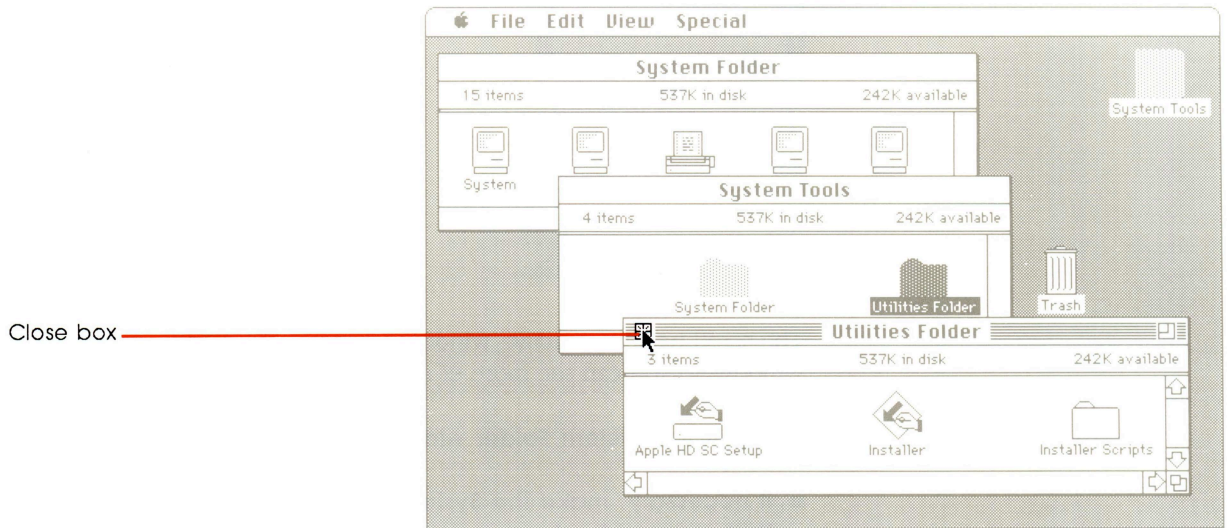 File Edit View Special
System Folder
15 items 537K in disk 242K available
System Tools
System
System Tools
4 items 537K in disk 242K available
System Folder Utilities Folder Trash
Close box
Utilities Folder
3 items 537K in disk 242K available
Apple HD SC Setup Installer Installer Scripts